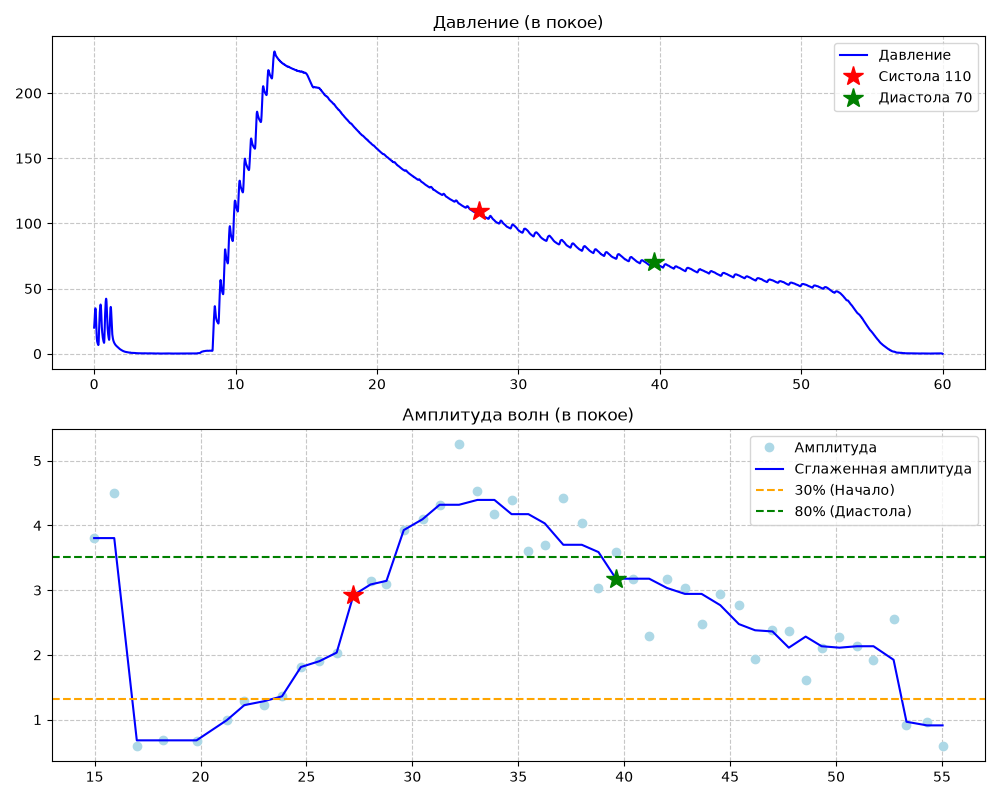 Давление (в покое)
Давление
Систола 110
Диастола 70
200
150
100
50
0
0 10 20 30 40 50 60
Амплитуда волн (в покое)
Амплитуда
Сглаженная амплитуда
30% (Начало)
80% (Диастола)
5
4
3
2
1
15 20 25 30 35 40 45 50 55